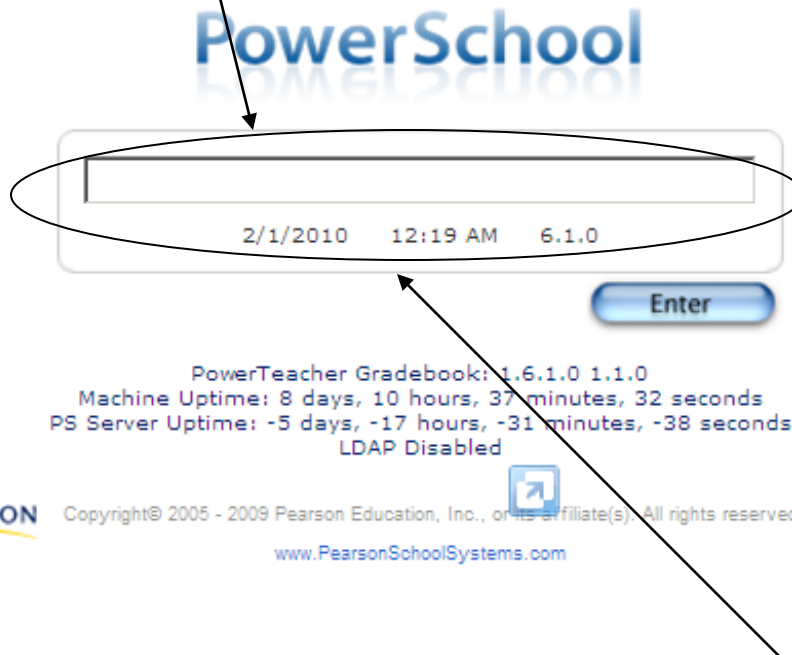 PowerSchool
2/1/2010 12:19 AM 6.1.0
Enter
PowerTeacher Gradebook: 1.6.1.0 1.1.0
Machine Uptime: 8 days, 10 hours, 37 minutes, 32 seconds
PS Server Uptime: -5 days, -17 hours, -31 minutes, -38 seconds
LDAP Disabled
ON Copyright© 2005 - 2009 Pearson Education, Inc., or its affiliate(s). All rights reserved
www.PearsonSchoolSystems.com